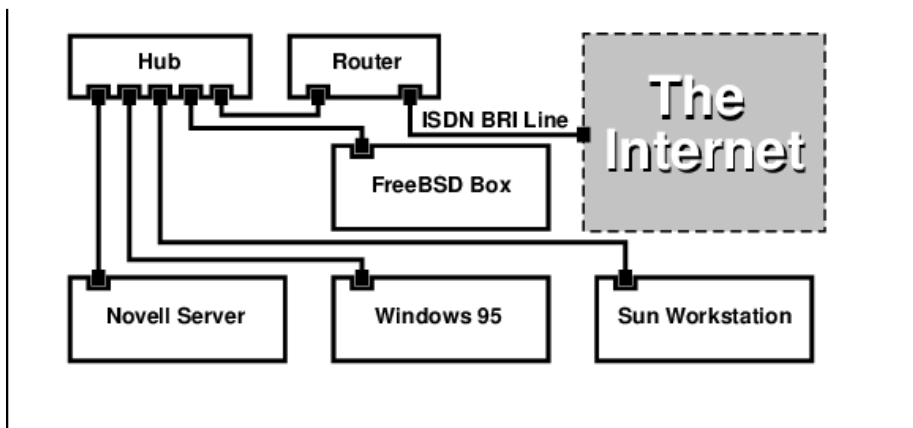 Hub
Router
The
Internet
ISDN BRI Line
FreeBSD Box
Novell Server
Windows 95
Sun Workstation